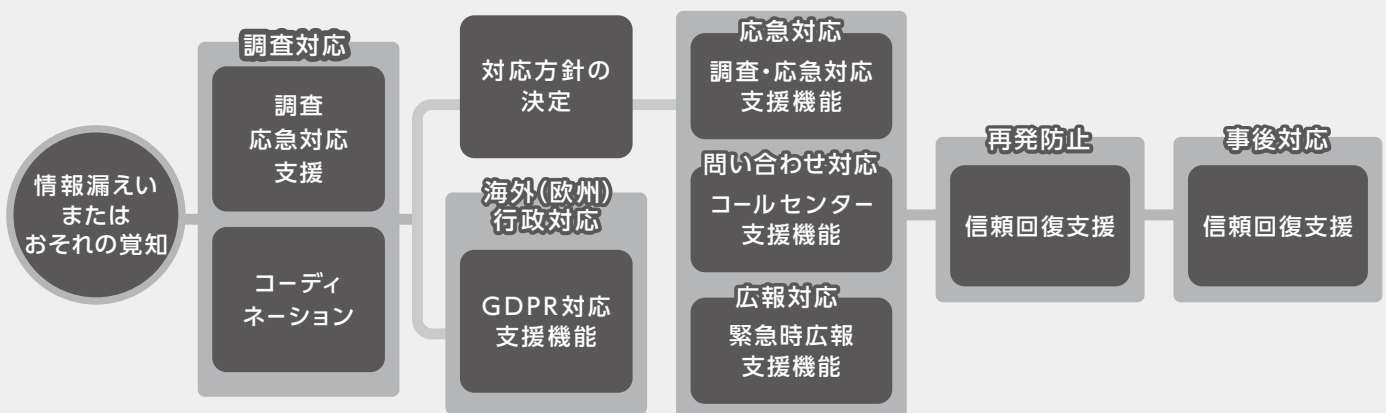 情報漏えい
または
おそれの覚知
調査対応
調査
応急対応
支援
コーディ
ネーション
対応方針の
決定
海外(欧州)
行政対応
GDPR対応
支援機能
応急対応
調査・応急対応
支援機能
問い合わせ対応
コールセンター
支援機能
広報対応
緊急時広報
支援機能
再発防止
信頼回復支援
事後対応
信頼回復支援